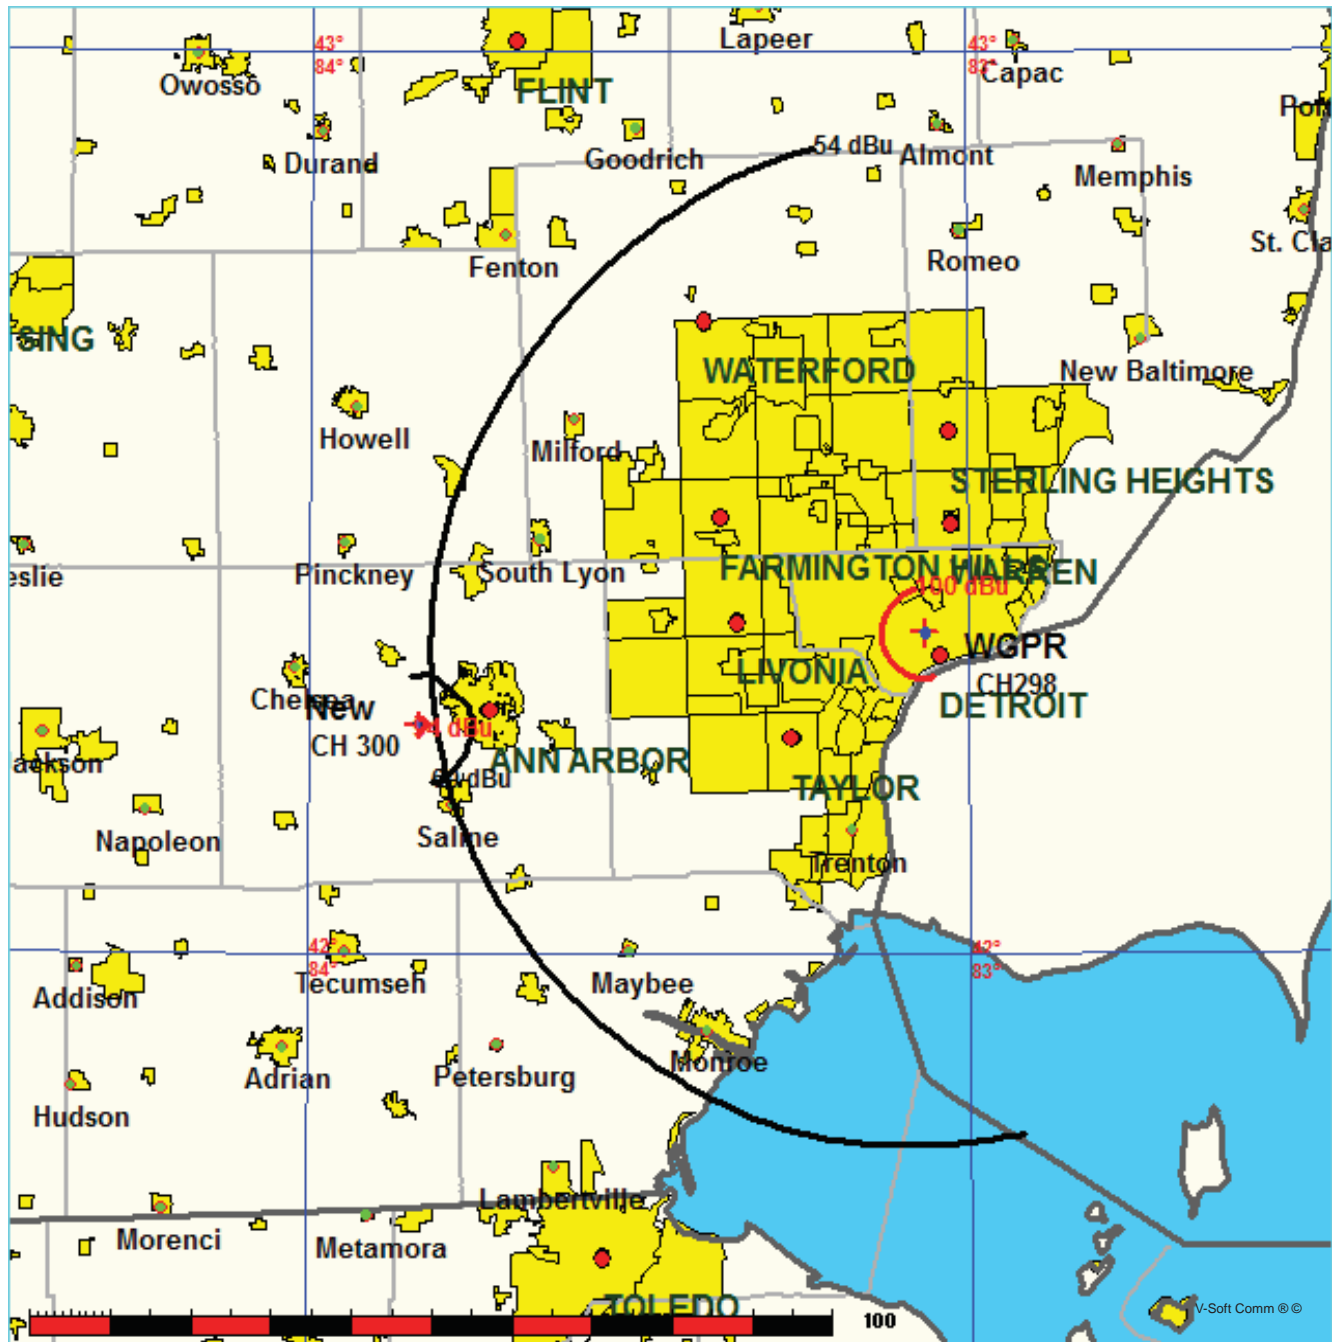 Lapeer
43°
84°
43°
Capac
Owosso
FLINT
54 dBu
Almont
Durand
Goodrich
Memphis
St. Cla
Romeo
Fenton
SING
WATERFORD
New Baltimore
Howell
Milford
STERLING HEIGHTS
eslie
Pinckney
South Lyon
FARMINGTON HILLS
WARREN
100 dBu
WGPR
CH298
LIVONIA
DETROIT
Chelsea
New
CH 300
dBu
ANN ARBOR
ackson
dBu
TAYLOR
Napoleon
Saline
Trenton
42°
84°
42°
83°
Addison
Tecumseh
Maybee
Monroe
Adrian
Petersburg
Hudson
Lambertville
Morenci
Metamora
TOLEDO
100
V-Soft Comm ® ©